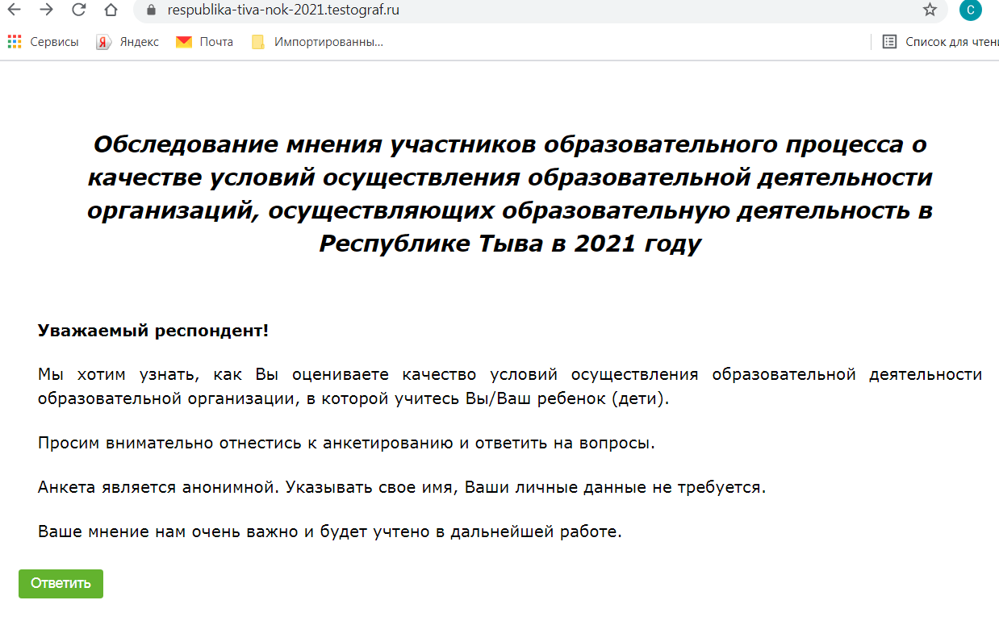 respublika-tiva-nok-2021.testograf.ru
С
Сервисы
Яндекс
Почта
Импортированны...
Список для чтени
Обследование мнения участников образовательного процесса о
качестве условий осуществления образовательной деятельности
организаций, осуществляющих образовательную деятельность в
Республике Тыва в 2021 году
Уважаемый респондент!
Мы хотим узнать, как Вы оцениваете качество условий осуществления образовательной деятельности
образовательной организации, в которой учитесь Вы/Ваш ребенок (дети).
Просим внимательно отнестись к анкетированию и ответить на вопросы.
Анкета является анонимной. Указывать свое имя, Ваши личные данные не требуется.
Ваше мнение нам очень важно и будет учтено в дальнейшей работе.
Ответить